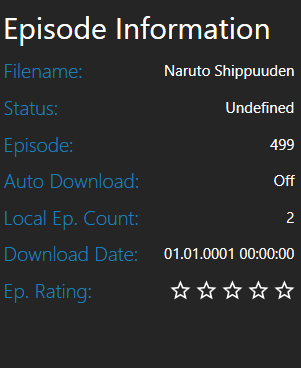 Episode Information
Filename: Naruto Shippuuden
Status: Undefined
Episode: 499
Auto Download: Off
Local Ep. Count: 2
Download Date: 01.01.0001 00:00:00
Ep. Rating: